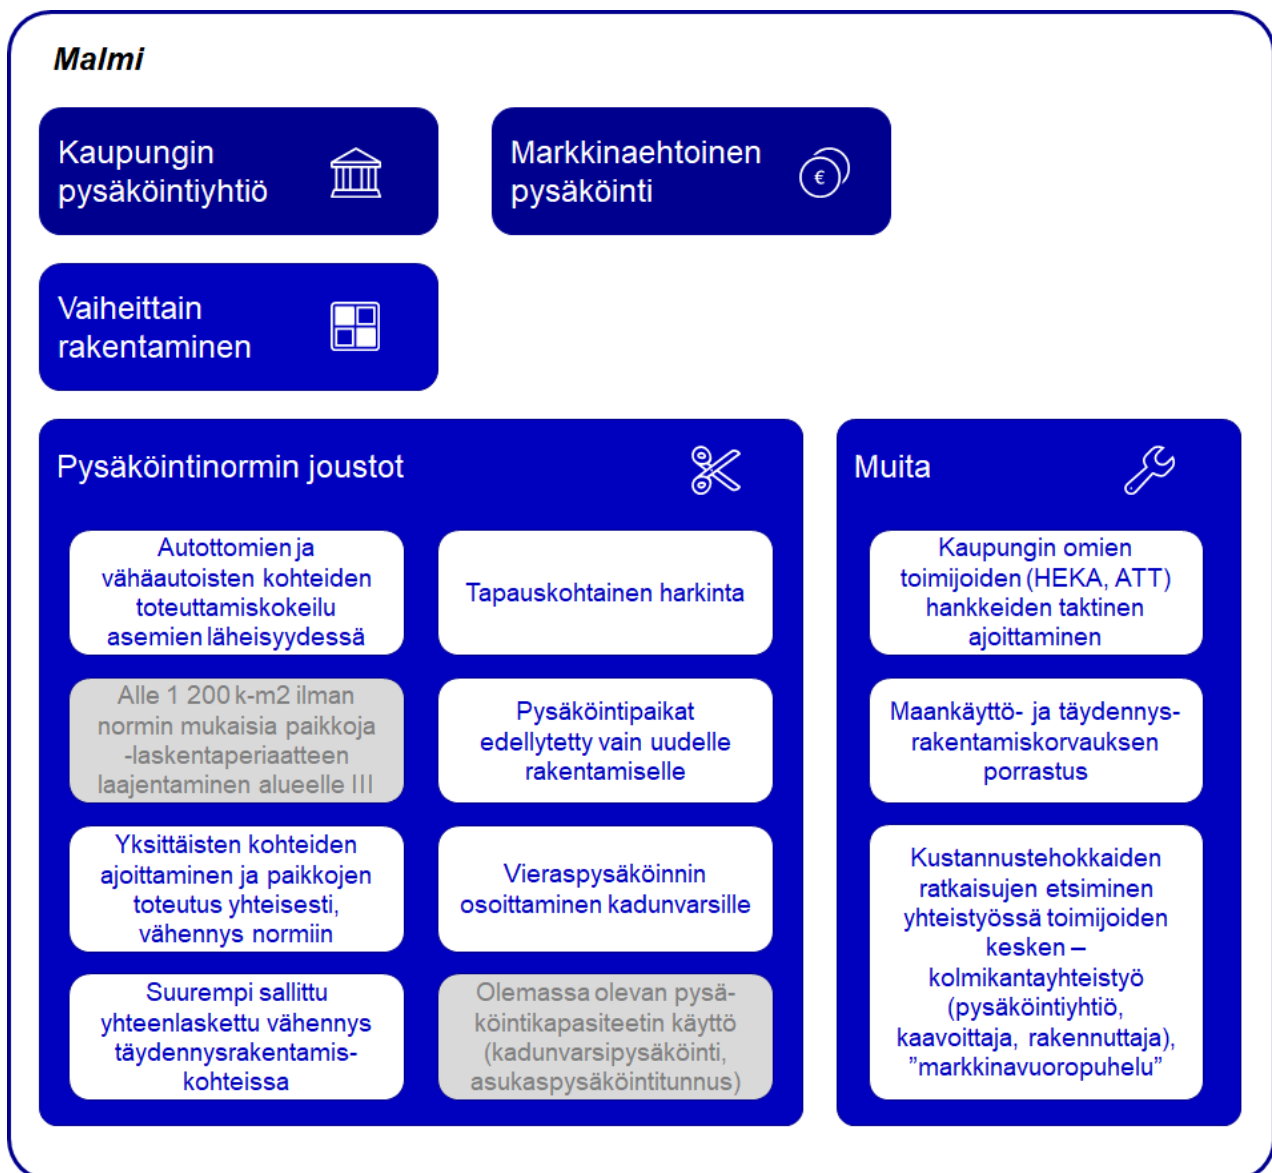 Malmi
Kaupungin
pysäköintiyhtiö
Markkinaehtoinen
pysäköinti
€
Vaiheittain
rakentaminen
Pysäköintinormin joustot
Autottomien ja
vähäautoisten kohteiden
toteuttamiskokeilu
asemien läheisyydessä
Tapauskohtainen harkinta
Alle 1 200 k-m2 ilman
normin mukaisia paikkoja
-laskentaperiaatteen
laajentaminen alueelle III
Pysäköintipaikat
edellytetty vain uudelle
rakentamiselle
Yksittäisten kohteiden
ajoittaminen ja paikkojen
toteutus yhteisesti,
vähennys normiin
Vieraspysäköinnin
osoittaminen kadunvarsille
Suurempi sallittu
yhteenlaskettu vähennys
täydennysrakentamis-
kohteissa
Olemassa olevan pysä-
köintikapasiteetin käyttö
(kadunvarsipysäköinti,
asukaspysäköintitunnus)
Muita
Kaupungin omien
toimijoiden (HEKA, ATT)
hankkeiden taktinen
ajoittaminen
Maankäyttö- ja täydennys-
rakentamiskorvauksen
porrastus
Kustannustehokkaiden
ratkaisujen etsiminen
yhteistyössä toimijoiden
kesken –
kolmikantayhteistyö
(pysäköintiyhtiö,
kaavoittaja, rakennuttaja),
”markkinavuoropuhelu”